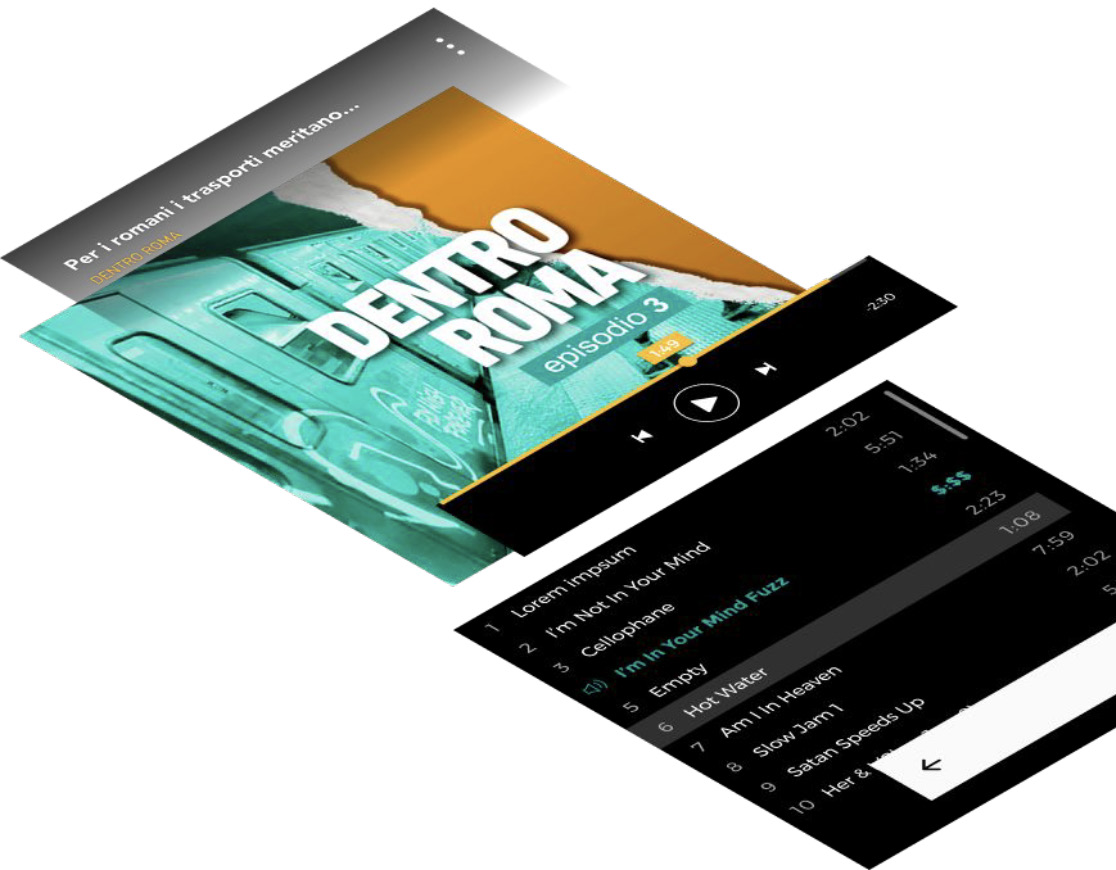 Per i romani i trasporti meritano...
DENTRO ROMA
DENTRO
ROMA
episodio 3
1:49
-2:30
1 Lorem impsum 2:02
2 I'm Not In Your Mind 5:51
3 Cellophane 1:34
I'm In Your Mind Fuzz $:$$
5 Empty 2:23
6 Hot Water 1:08
7 Am I In Heaven 7:59
8 Slow Jam 1 2:02
9 Satan Speeds Up 5
10 Her &